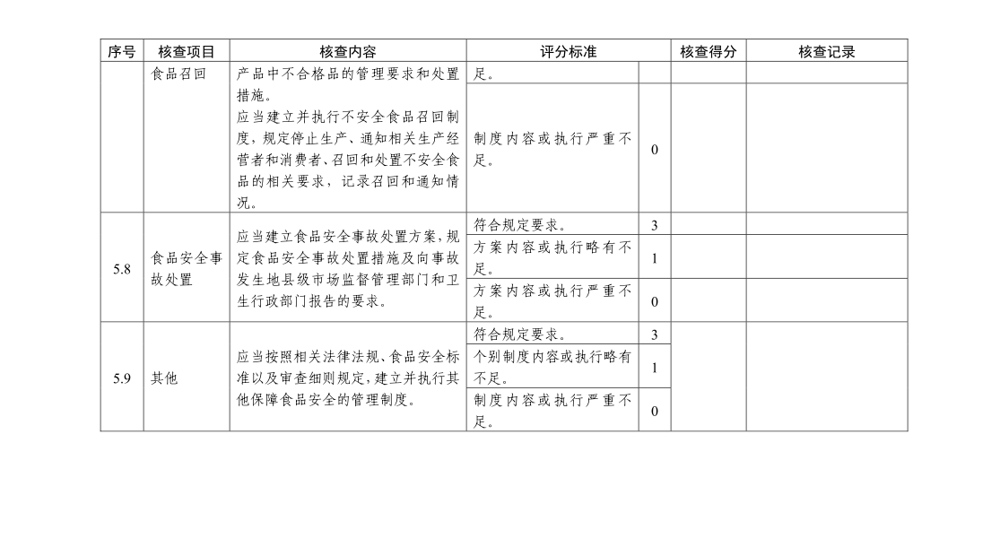 序号 核查项目 核查内容 评分标准 核查得分 核查记录
食品召回
产品中不合格品的管理要求和处置
措施。
应当建立并执行不安全食品召回制
度，规定停止生产、通知相关生产经
营者和消费者、召回和处置不安全食
品的相关要求，记录召回和通知情
况。
足。
制度内容或执行严重不
足。
0
5.8
食品安全事
故处置
应当建立食品安全事故处置方案，规
定食品安全事故处置措施及向事故
发生地县级市场监督管理部门和卫
生行政部门报告的要求。
符合规定要求。 3
方案内容或执行略有不
足。
1
方案内容或执行严重不
足。
0
5.9
其他
应当按照相关法律法规、食品安全标
准以及审查细则规定，建立并执行其
他保障食品安全的管理制度。
符合规定要求。 3
个别制度内容或执行略有
不足。
1
制度内容或执行严重不
足。
0